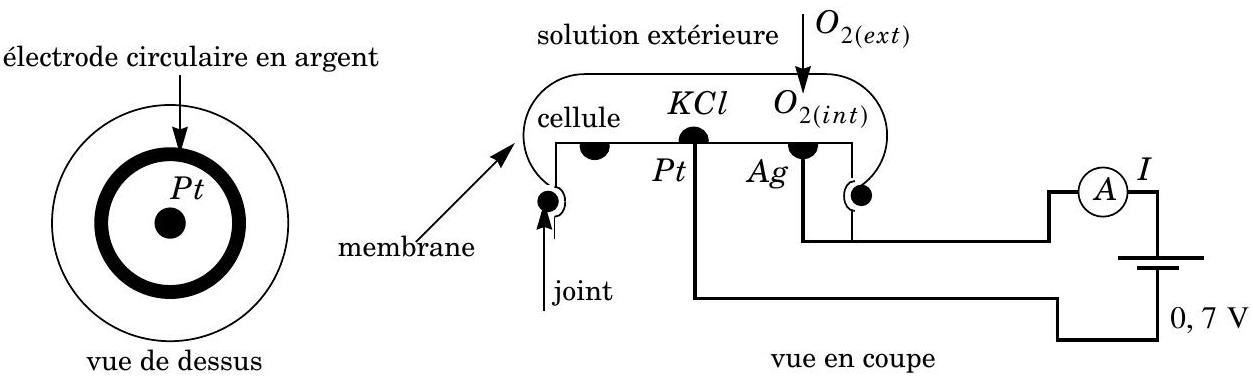 électrode circulaire en argent
Pt
vue de dessus
solution extérieure
O2(ext)
KCl
O2(int)
cellule
Pt
Ag
membrane
joint
A
I
0, 7 V
vue en coupe